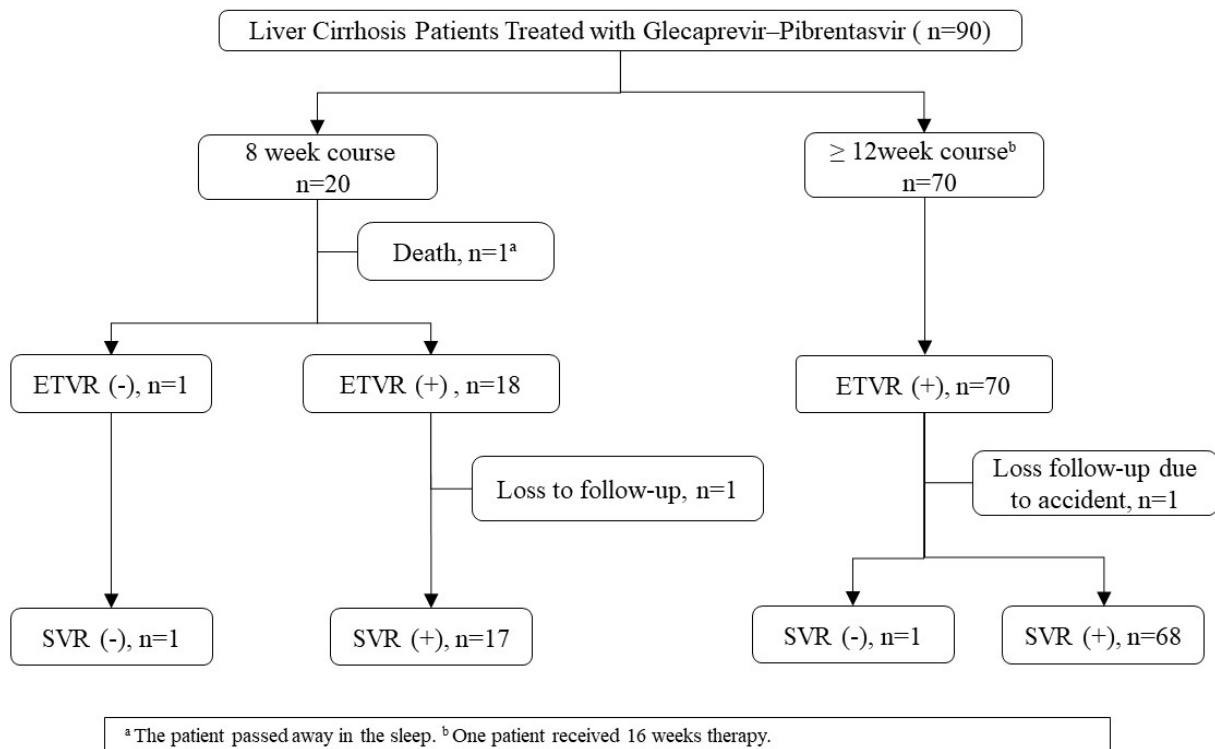 Liver Cirrhosis Patients Treated with Glecaprevir–Pibrentasvir ( n=90)
8 week course
n=20
≥ 12week courseᵇ
n=70
Death, n=1ᵃ
ETVR (-), n=1
ETVR (+) , n=18
ETVR (+), n=70
Loss to follow-up, n=1
Loss follow-up due
to accident, n=1
SVR (-), n=1
SVR (+), n=17
SVR (-), n=1
SVR (+), n=68
ᵃ The patient passed away in the sleep. ᵇ One patient received 16 weeks therapy.